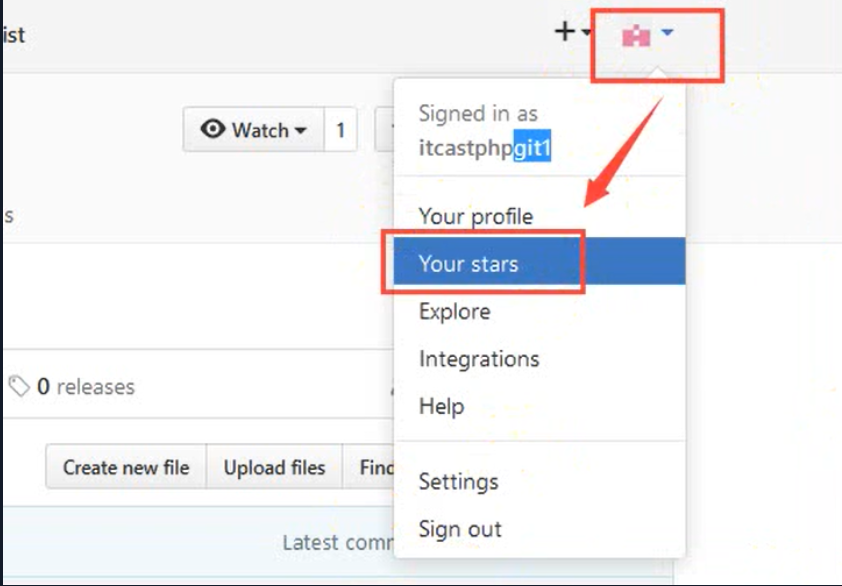 ist
Watch 1
Signed in as
itcastphpgit1
s
Your profile
Your stars
Explore
0 releases
Integrations
Help
Create new file Upload files Find
Settings
Latest comm
Sign out